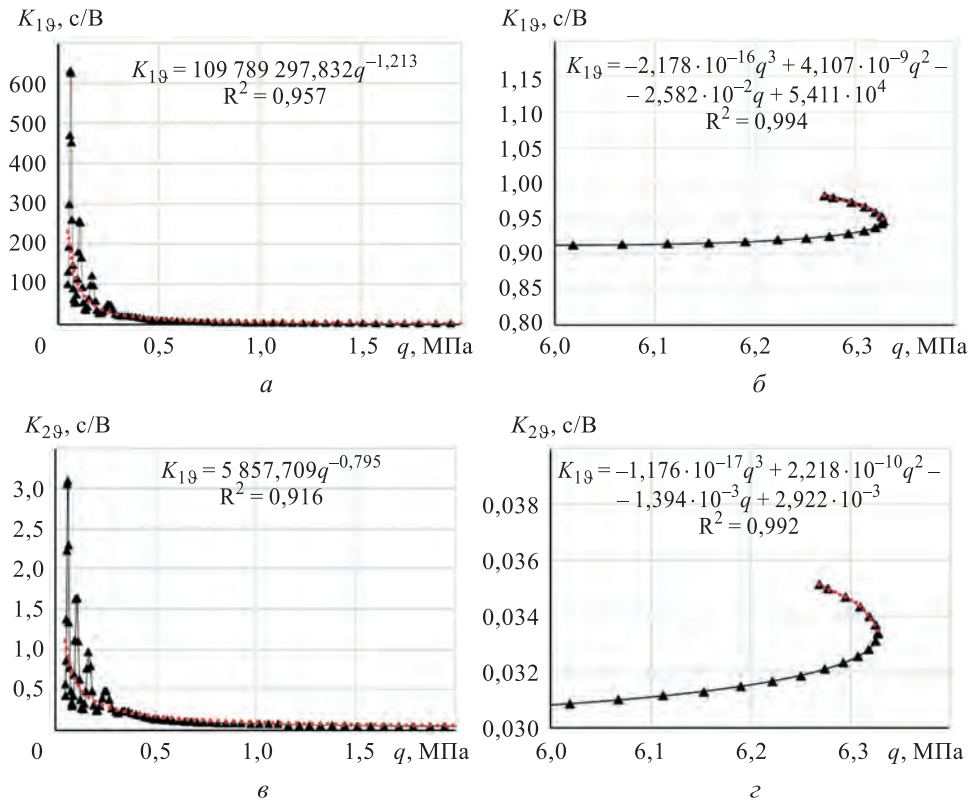 K₁ϑ, с/В
600
500
400
300
200
100
0
0,5
1,0
1,5
q, МПа
K₁ϑ = 109 789 297,832q⁻¹,²¹³
R² = 0,957
а
K₁ϑ, с/В
1,15
1,10
1,05
1,00
0,95
0,90
0,85
0,80
6,0
6,1
6,2
6,3
q, МПа
K₁ϑ = –2,178 · 10⁻¹⁶q³ + 4,107 · 10⁻⁹q² –
– 2,582 · 10⁻²q + 5,411 · 10⁴
R² = 0,994
б
K₂ϑ, с/В
3,0
2,5
2,0
1,5
1,0
0,5
0
0,5
1,0
1,5
q, МПа
K₁ϑ = 5 857,709q⁻⁰,⁷⁹⁵
R² = 0,916
в
K₂ϑ, с/В
0,038
0,036
0,034
0,032
0,030
6,0
6,1
6,2
6,3
q, МПа
K₁ϑ = –1,176 · 10⁻¹⁷q³ + 2,218 · 10⁻¹⁰q² –
– 1,394 · 10⁻³q + 2,922 · 10⁻³
R² = 0,992
г